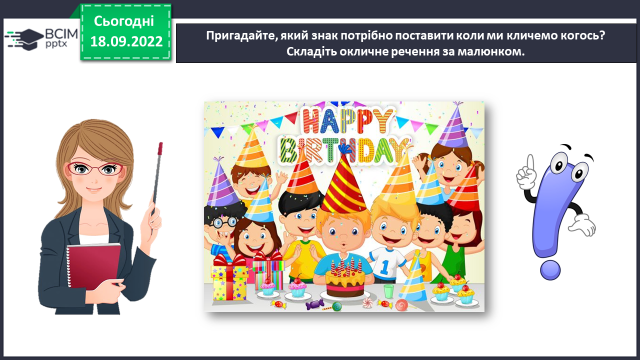 Сьогодні
18.09.2022
BCIM
pptx
Пригадайте, який знак потрібно поставити коли ми кличемо когось?
Складіть окличне речення за малюнком.
HAPPY
BIRTHDAY
1